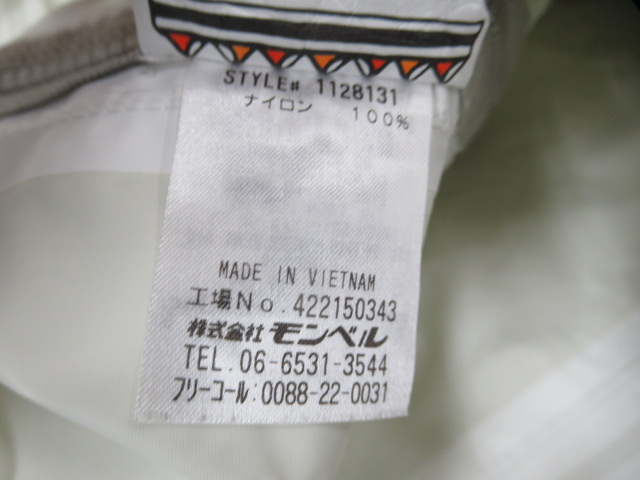 STYLE# 1128131
ナイロン 100%
MADE IN VIETNAM
工場No.422150343
株式会社モンベル
TEL.06-6531-3544
フリーコール:0088-22-0031